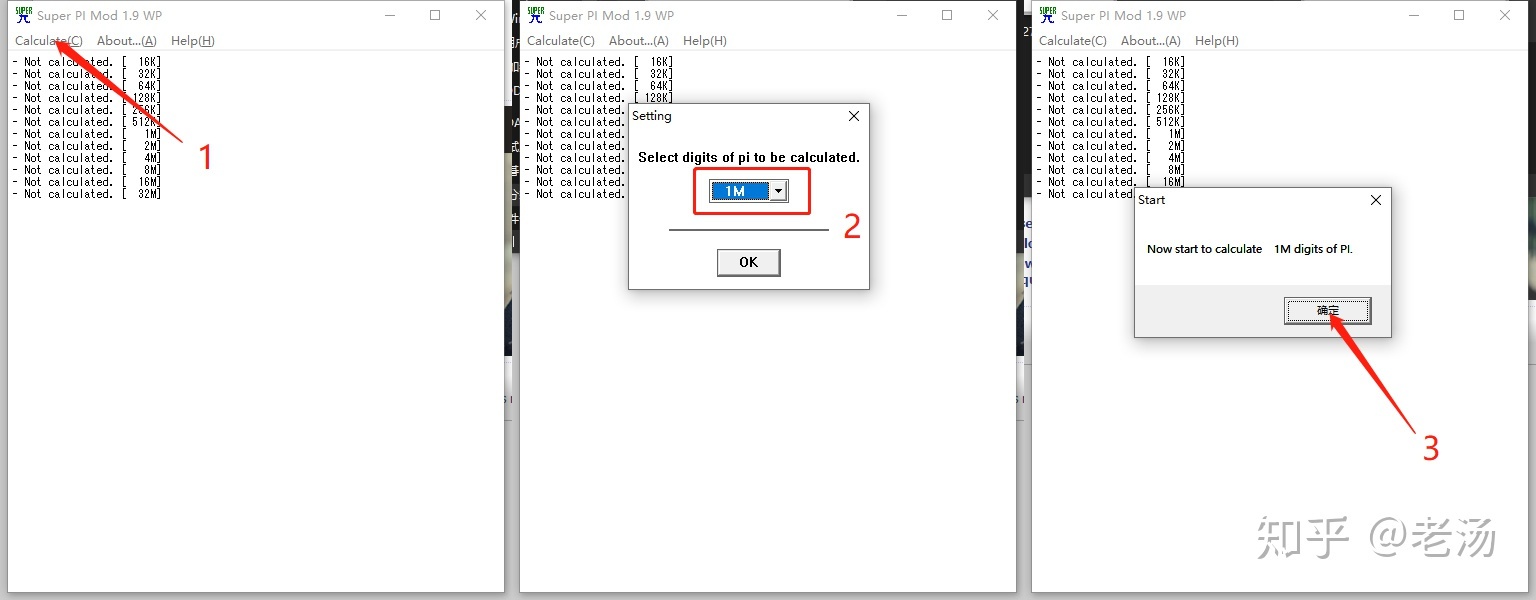 SUPER
Super PI Mod 1.9 WP
Calculate(C) About...(A) Help(H)
- Not calculated. [ 16K]
- Not calculated. [ 32K]
- Not calculated. [ 64K]
- Not calculated. [ 128K]
- Not calculated. [ 256K]
- Not calculated. [ 512K]
- Not calculated. [ 1M]
- Not calculated. [ 2M]
- Not calculated. [ 4M]
- Not calculated. [ 8M]
- Not calculated. [ 16M]
- Not calculated. [ 32M]
1
SUPER
Super PI Mod 1.9 WP
Calculate(C) About...(A) Help(H)
- Not calculated. [ 16K]
- Not calculated. [ 32K]
- Not calculated. [ 64K]
- Not calculated. [ 128K]
- Not calculated.
- Not calculated.
- Not calculated.
- Not calculated.
- Not calculated.
- Not calculated.
- Not calculated.
- Not calculated.
Setting
Select digits of pi to be calculated.
1M
2
OK
SUPER
Super PI Mod 1.9 WP
Calculate(C) About...(A) Help(H)
- Not calculated. [ 16K]
- Not calculated. [ 32K]
- Not calculated. [ 64K]
- Not calculated. [ 128K]
- Not calculated. [ 256K]
- Not calculated. [ 512K]
- Not calculated. [ 1M]
- Not calculated. [ 2M]
- Not calculated. [ 4M]
- Not calculated. [ 8M]
- Not calculated. [ 16M]
- Not calculated
Start
Now start to calculate 1M digits of PI.
确定
3
知乎 @老汤